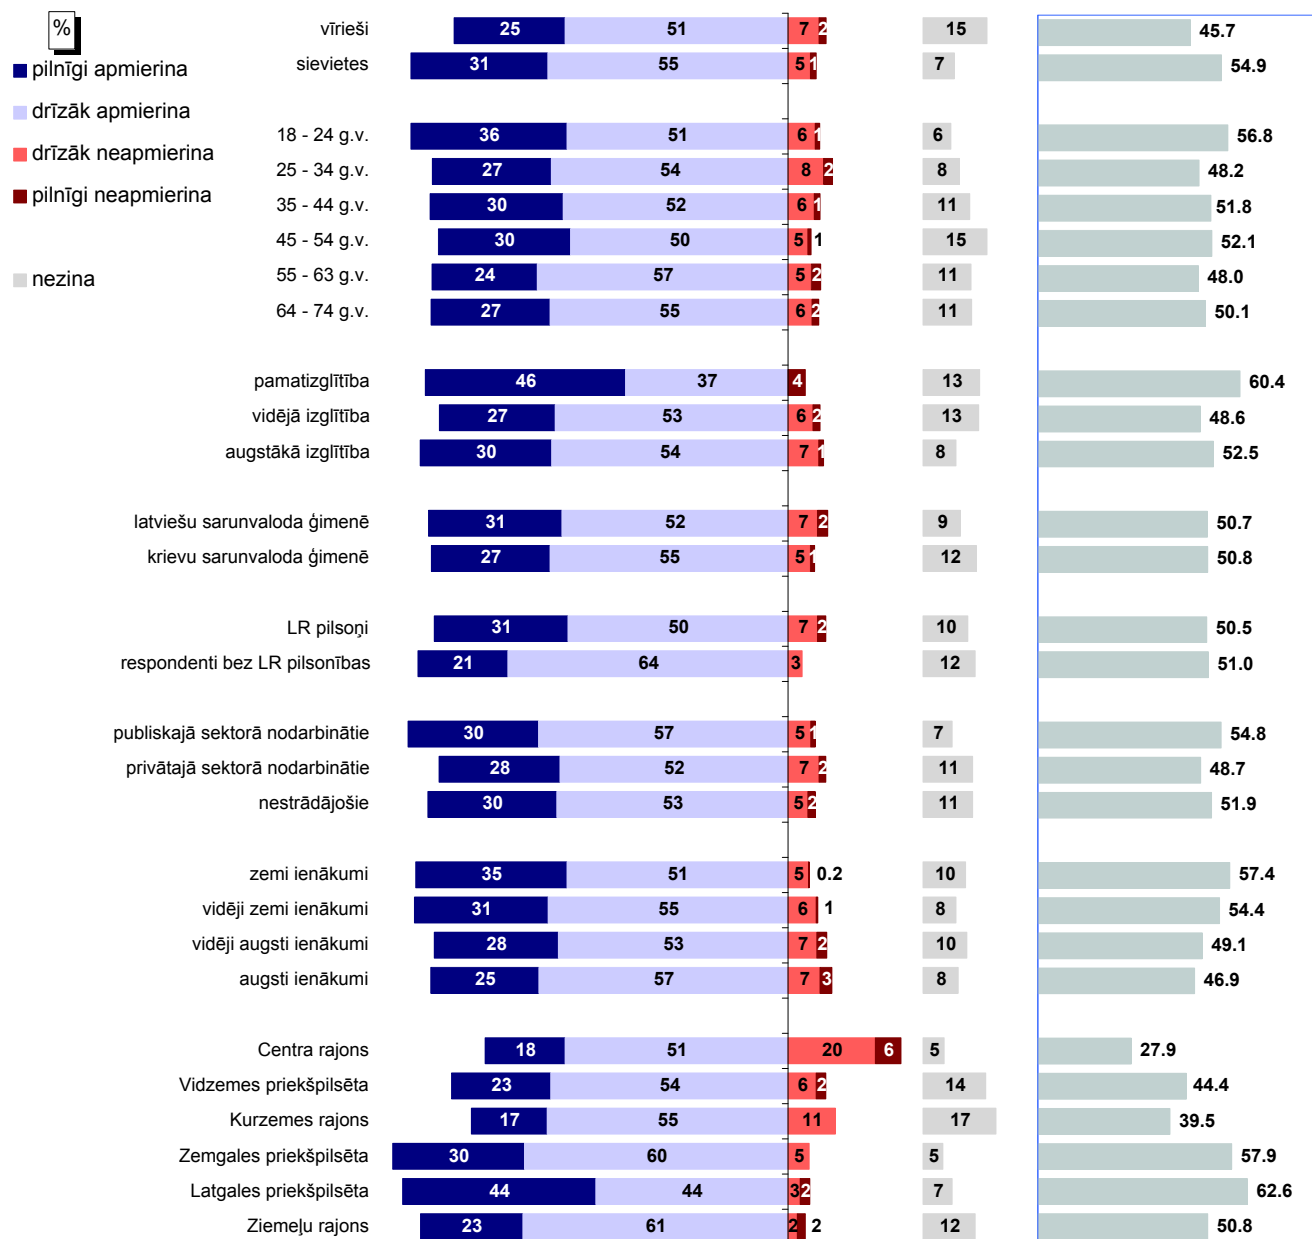 %
pilnīgi apmierina
drīzāk apmierina
drīzāk neapmierina
pilnīgi neapmierina
nezina
vīrieši 25 51 7 2 15 45.7
sievietes 31 55 5 1 7 54.9
18 - 24 g.v. 36 51 6 1 6 56.8
25 - 34 g.v. 27 54 8 2 8 48.2
35 - 44 g.v. 30 52 6 1 11 51.8
45 - 54 g.v. 30 50 5 1 15 52.1
55 - 63 g.v. 24 57 5 2 11 48.0
64 - 74 g.v. 27 55 6 2 11 50.1
pamatizglītība 46 37 4 13 60.4
vidējā izglītība 27 53 6 2 13 48.6
augstākā izglītība 30 54 7 1 8 52.5
latviešu sarunvaloda ģimenē 31 52 7 2 9 50.7
krievu sarunvaloda ģimenē 27 55 5 1 12 50.8
LR pilsoņi 31 50 7 2 10 50.5
respondenti bez LR pilsonības 21 64 3 12 51.0
publiskajā sektorā nodarbinātie 30 57 5 1 7 54.8
privātajā sektorā nodarbinātie 28 52 7 2 11 48.7
nestrādājošie 30 53 5 2 11 51.9
zemi ienākumi 35 51 5 0.2 10 57.4
vidēji zemi ienākumi 31 55 6 1 8 54.4
vidēji augsti ienākumi 28 53 7 2 10 49.1
augsti ienākumi 25 57 7 3 8 46.9
Centra rajons 18 51 20 6 5 27.9
Vidzemes priekšpilsēta 23 54 6 2 14 44.4
Kurzemes rajons 17 55 11 17 39.5
Zemgales priekšpilsēta 30 60 5 5 57.9
Latgales priekšpilsēta 44 44 3 2 7 62.6
Ziemeļu rajons 23 61 2 2 12 50.8